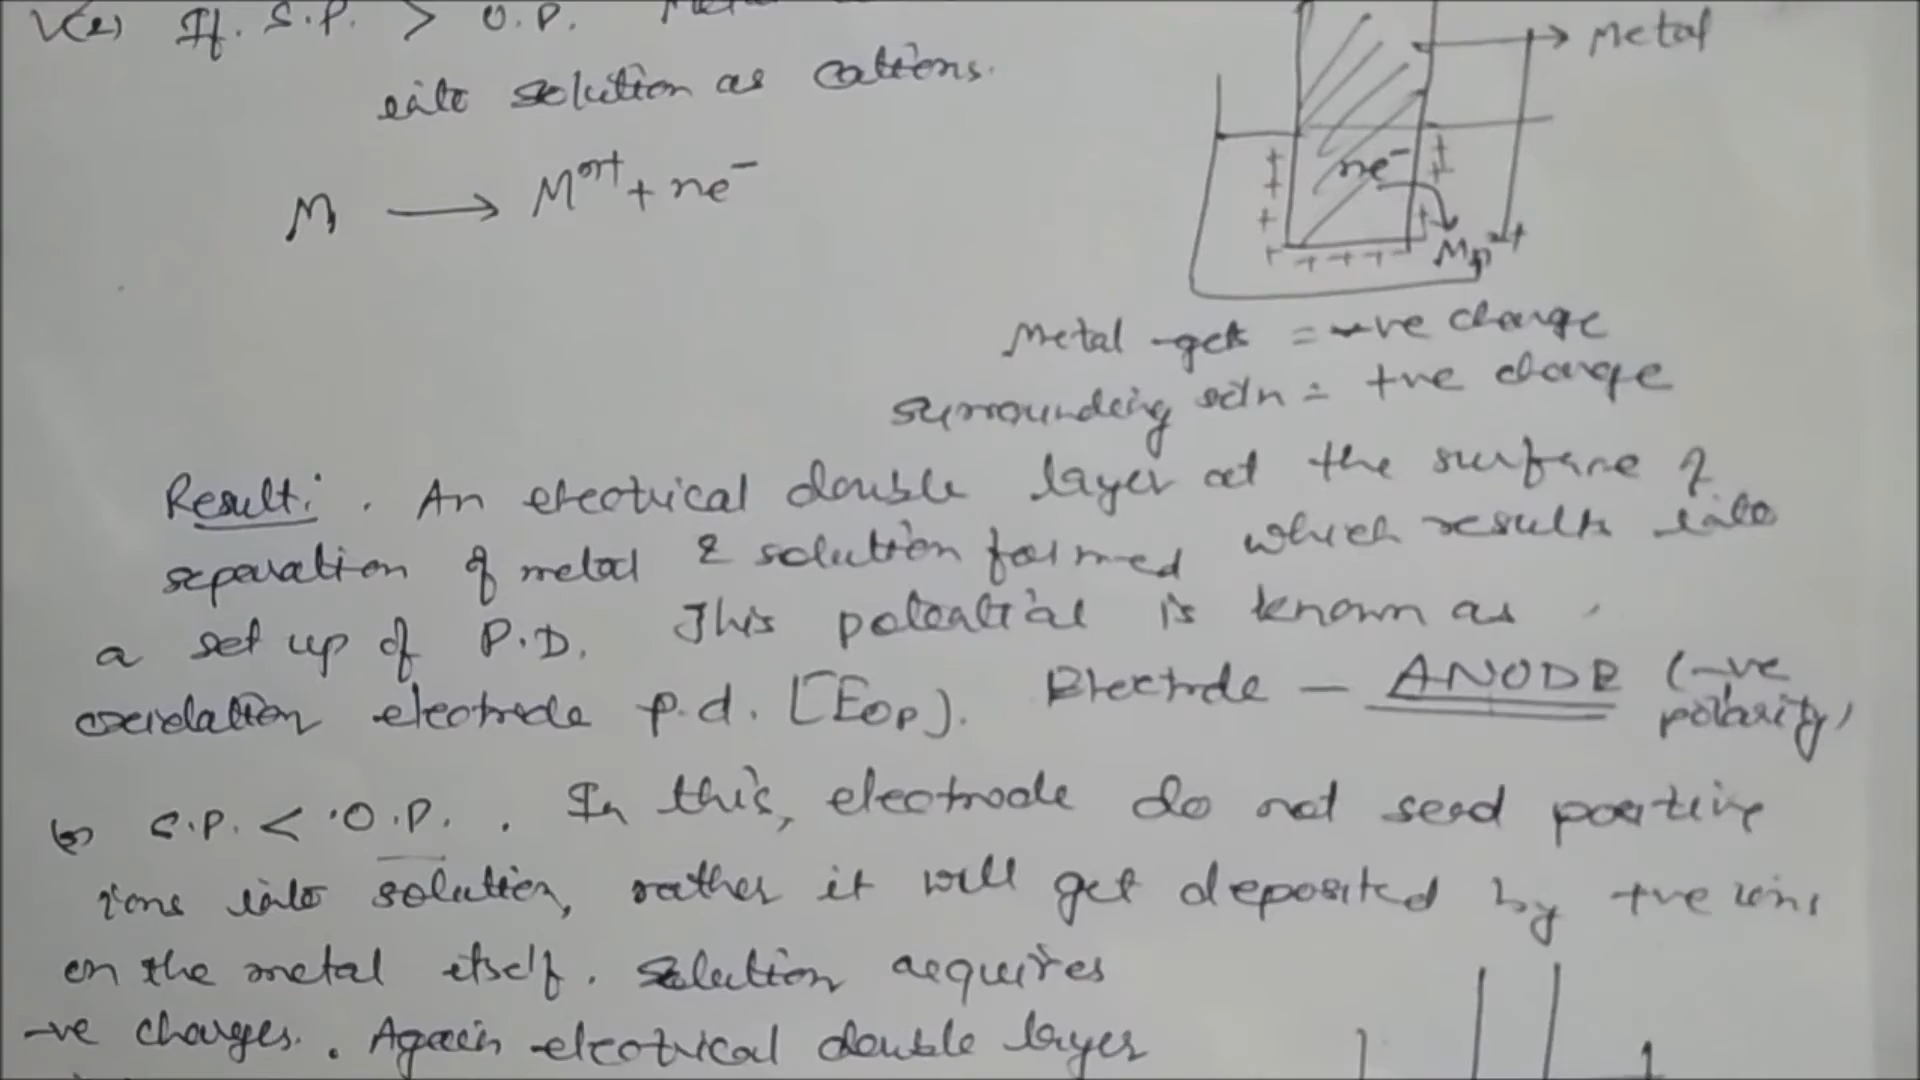 (a) If. S.P. > O.P.
into solution as cations.
M → Mⁿ⁺ + ne⁻
Metal
ne⁻
Mⁿ⁺
Metal gets = -ve charge
surrounding soln = +ve charge
Result: . An electrical double layer at the surface of
separation of metal & solution formed which results into
a set up of P.D. This potential is known as
oxidation electrode p.d. [EOP]. Electrode – ANODE (-ve
polarity)
(b) S.P. < O.P. . In this, electrode do not send positive
ions into solution, rather it will get deposited by +ve ions
on the metal itself. Solution acquires
-ve charges. . Again electrical double layer